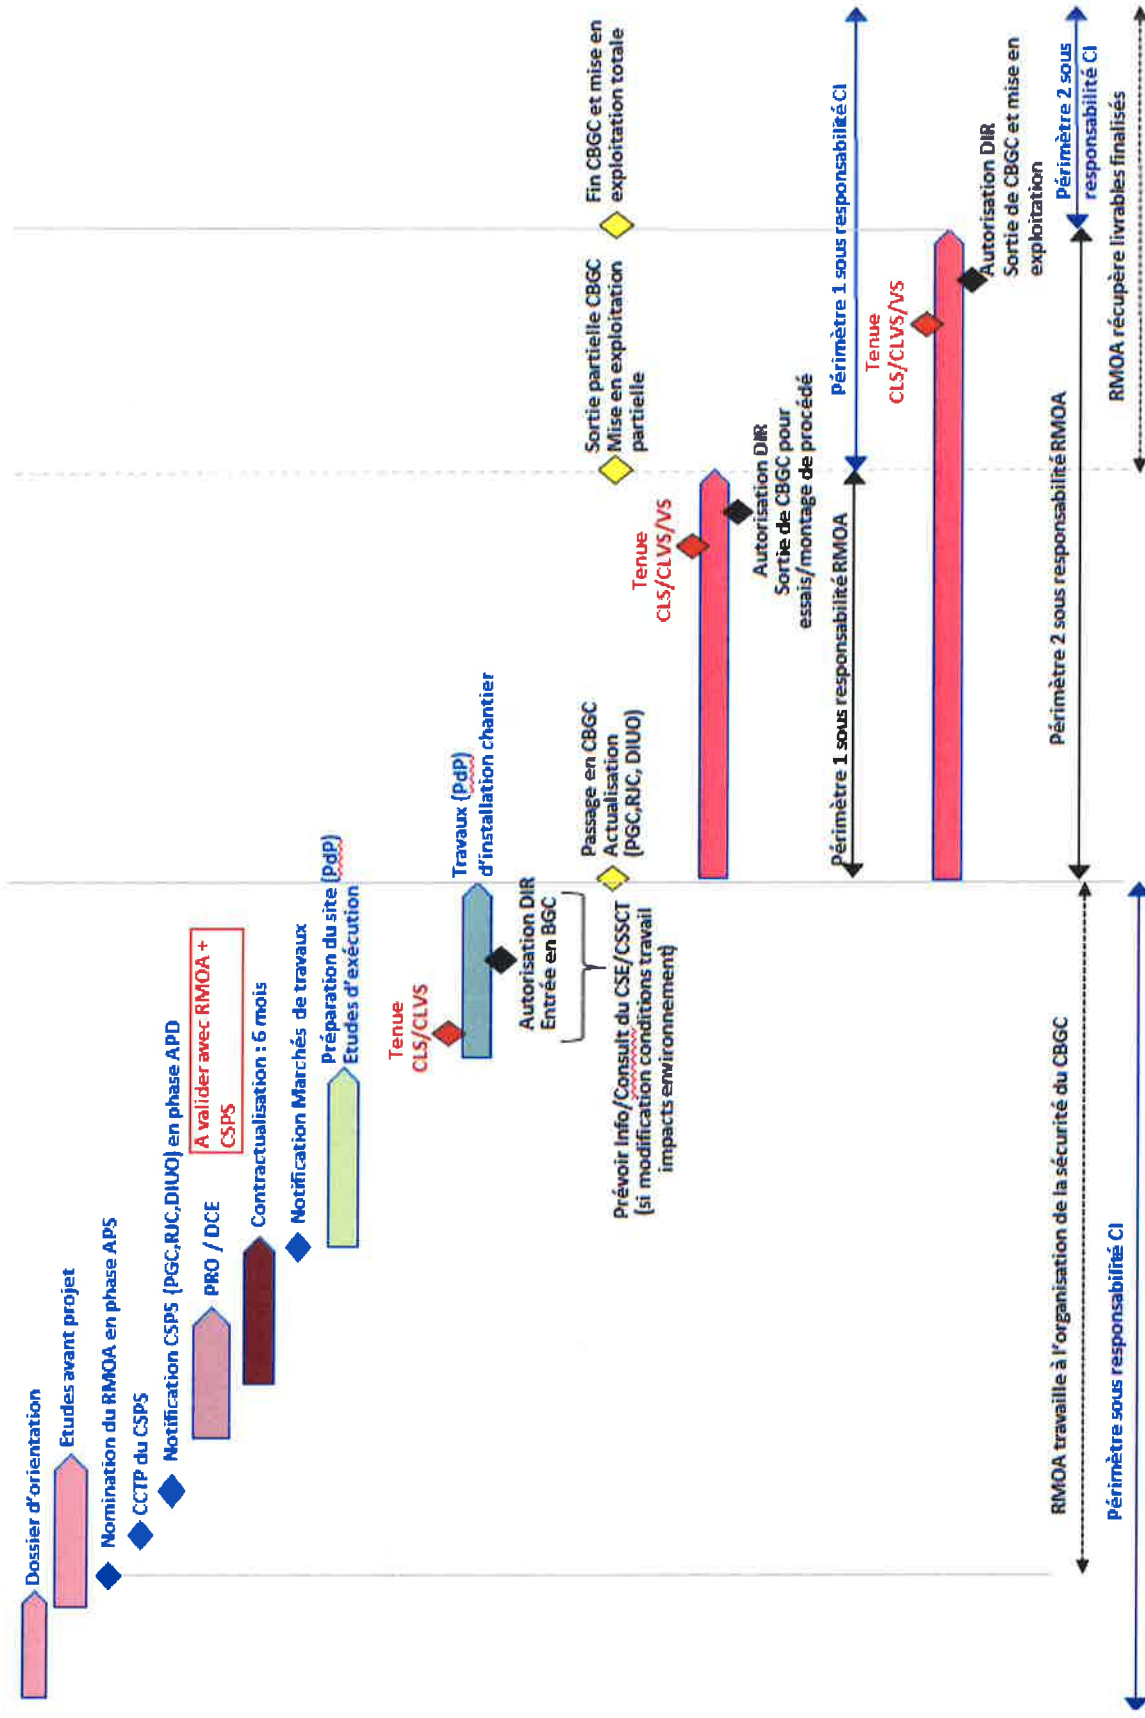 Dossier d'orientation
Etudes avant projet
Nomination du RMOA en phase APS
CCTP du CSPS
Notification CSPS (PGC,RJC,DIUO) en phase APD
PRO / DCE
A valider avec RMOA +
CSPS
Contractualisation : 6 mois
Notification Marchés de travaux
Préparation du site (PdP)
Etudes d'exécution
Tenue
CLS/CLVS
Travaux (PdP)
d'installation chantier
Autorisation DIR
Entrée en BGC
Prévoir Info/Consult du CSE/CSSCT
(si modification conditions travail
impacts environnement)
Passage en CBGC
Actualisation
(PGC,RJC, DIUO)
Sortie partielle CBGC
Mise en exploitation
partielle
Fin CBGC et mise en
exploitation totale
Tenue
CLS/CLVS/VS
Autorisation DIR
Sortie de CBGC pour
essais/montage de procédé
Périmètre 1 sous responsabilité RMOA
Périmètre 1 sous responsabilité CI
Tenue
CLS/CLVS/VS
Autorisation DIR
Sortie de CBGC et mise en
exploitation
RMOA travaille à l'organisation de la sécurité du CBGC
Périmètre 2 sous responsabilité RMOA
Périmètre 2 sous
responsabilité CI
Périmètre sous responsabilité CI
RMOA récupère livrables finalisés